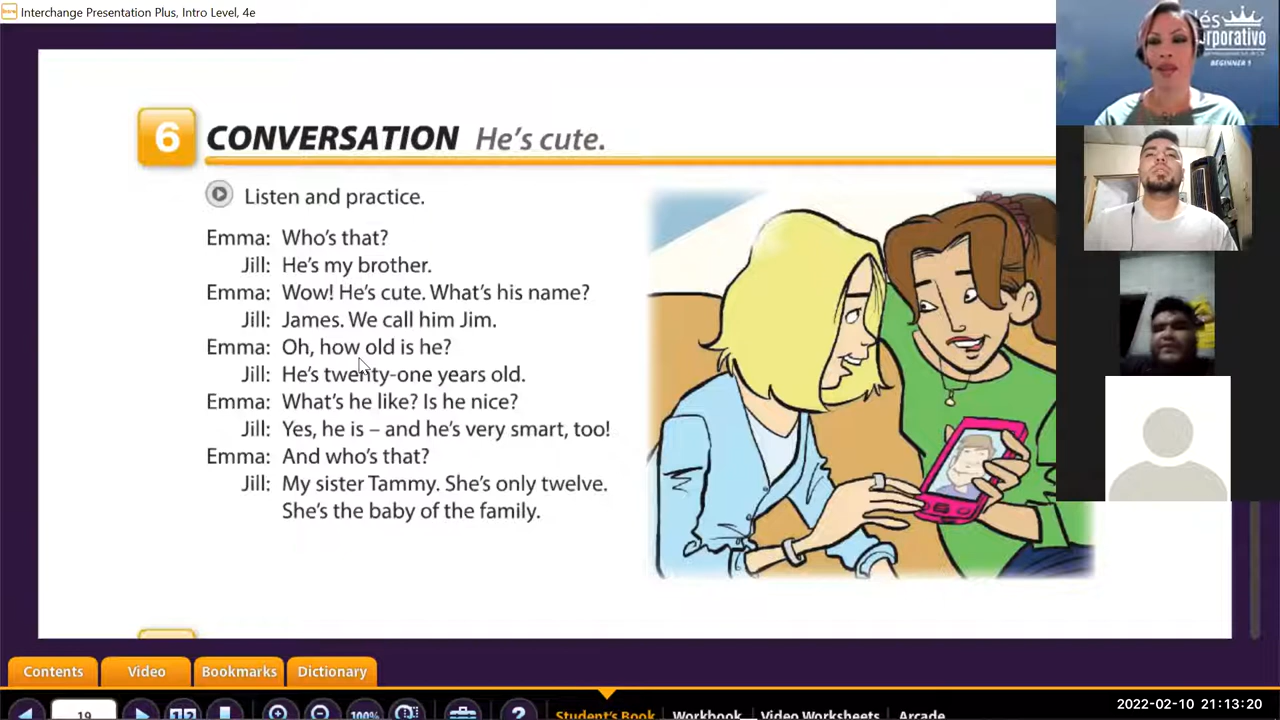 Interchange Presentation Plus, Intro Level, 4e
6 CONVERSATION He's cute.
Listen and practice.
Emma: Who's that?
Jill: He's my brother.
Emma: Wow! He's cute. What's his name?
Jill: James. We call him Jim.
Emma: Oh, how old is he?
Jill: He's twenty-one years old.
Emma: What's he like? Is he nice?
Jill: Yes, he is – and he's very smart, too!
Emma: And who's that?
Jill: My sister Tammy. She's only twelve.
She's the baby of the family.
BEGINNER 1
Contents Video Bookmarks Dictionary
19 100% ? Student's Book Workbook Video Worksheets Arcade
2022-02-10 21:13:20